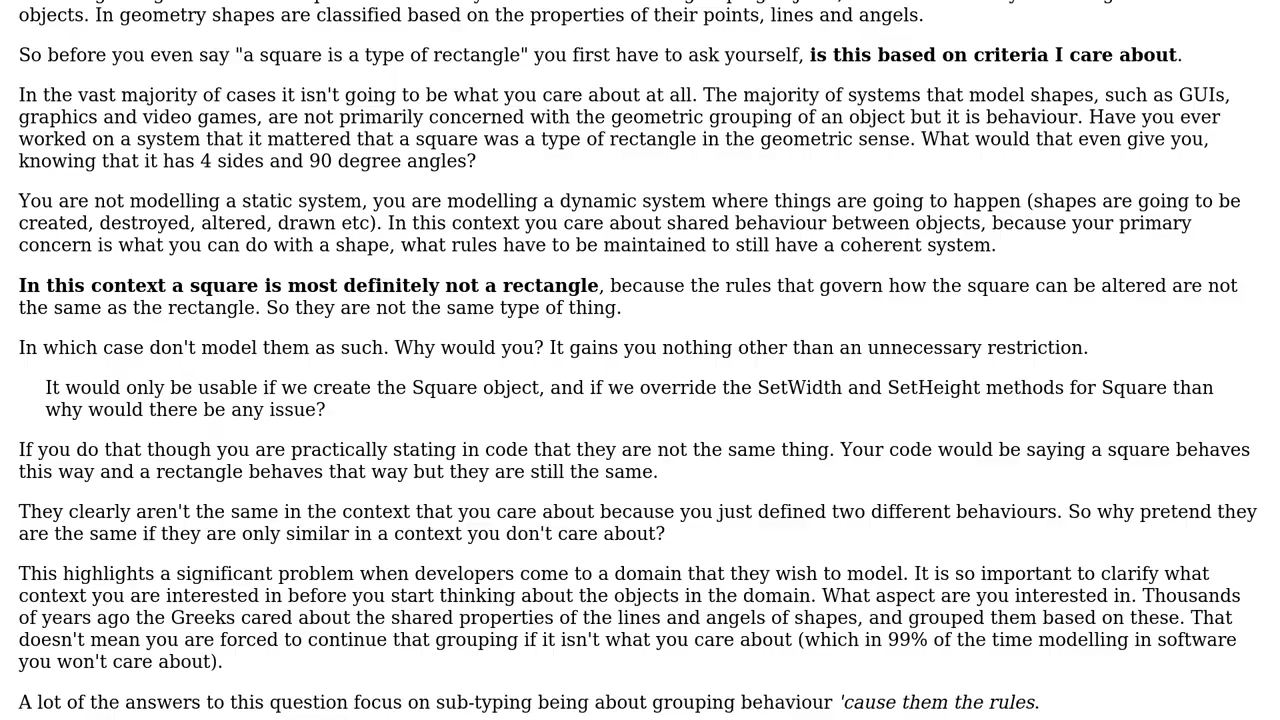 objects. In geometry shapes are classified based on the properties of their points, lines and angels.
So before you even say "a square is a type of rectangle" you first have to ask yourself, is this based on criteria I care about.
In the vast majority of cases it isn't going to be what you care about at all. The majority of systems that model shapes, such as GUIs,
graphics and video games, are not primarily concerned with the geometric grouping of an object but it is behaviour. Have you ever
worked on a system that it mattered that a square was a type of rectangle in the geometric sense. What would that even give you,
knowing that it has 4 sides and 90 degree angles?
You are not modelling a static system, you are modelling a dynamic system where things are going to happen (shapes are going to be
created, destroyed, altered, drawn etc). In this context you care about shared behaviour between objects, because your primary
concern is what you can do with a shape, what rules have to be maintained to still have a coherent system.
In this context a square is most definitely not a rectangle, because the rules that govern how the square can be altered are not
the same as the rectangle. So they are not the same type of thing.
In which case don't model them as such. Why would you? It gains you nothing other than an unnecessary restriction.
It would only be usable if we create the Square object, and if we override the SetWidth and SetHeight methods for Square than
why would there be any issue?
If you do that though you are practically stating in code that they are not the same thing. Your code would be saying a square behaves
this way and a rectangle behaves that way but they are still the same.
They clearly aren't the same in the context that you care about because you just defined two different behaviours. So why pretend they
are the same if they are only similar in a context you don't care about?
This highlights a significant problem when developers come to a domain that they wish to model. It is so important to clarify what
context you are interested in before you start thinking about the objects in the domain. What aspect are you interested in. Thousands
of years ago the Greeks cared about the shared properties of the lines and angels of shapes, and grouped them based on these. That
doesn't mean you are forced to continue that grouping if it isn't what you care about (which in 99% of the time modelling in software
you won't care about).
A lot of the answers to this question focus on sub-typing being about grouping behaviour 'cause them the rules.